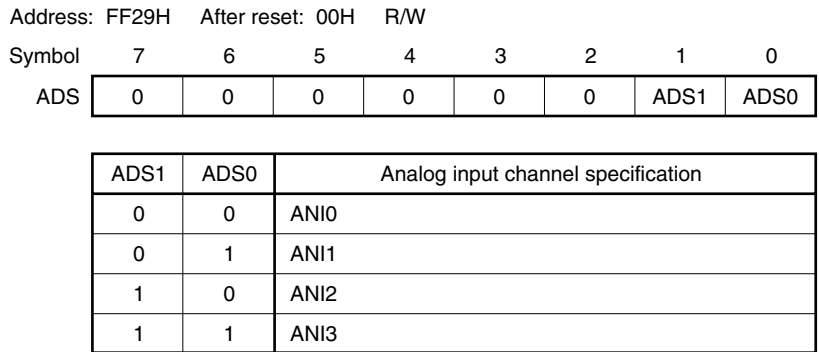 Address: FF29H After reset: 00H R/W
Symbol 7 6 5 4 3 2 1 0
ADS 0 0 0 0 0 0 ADS1 ADS0
ADS1 ADS0 Analog input channel specification
0 0 ANI0
0 1 ANI1
1 0 ANI2
1 1 ANI3